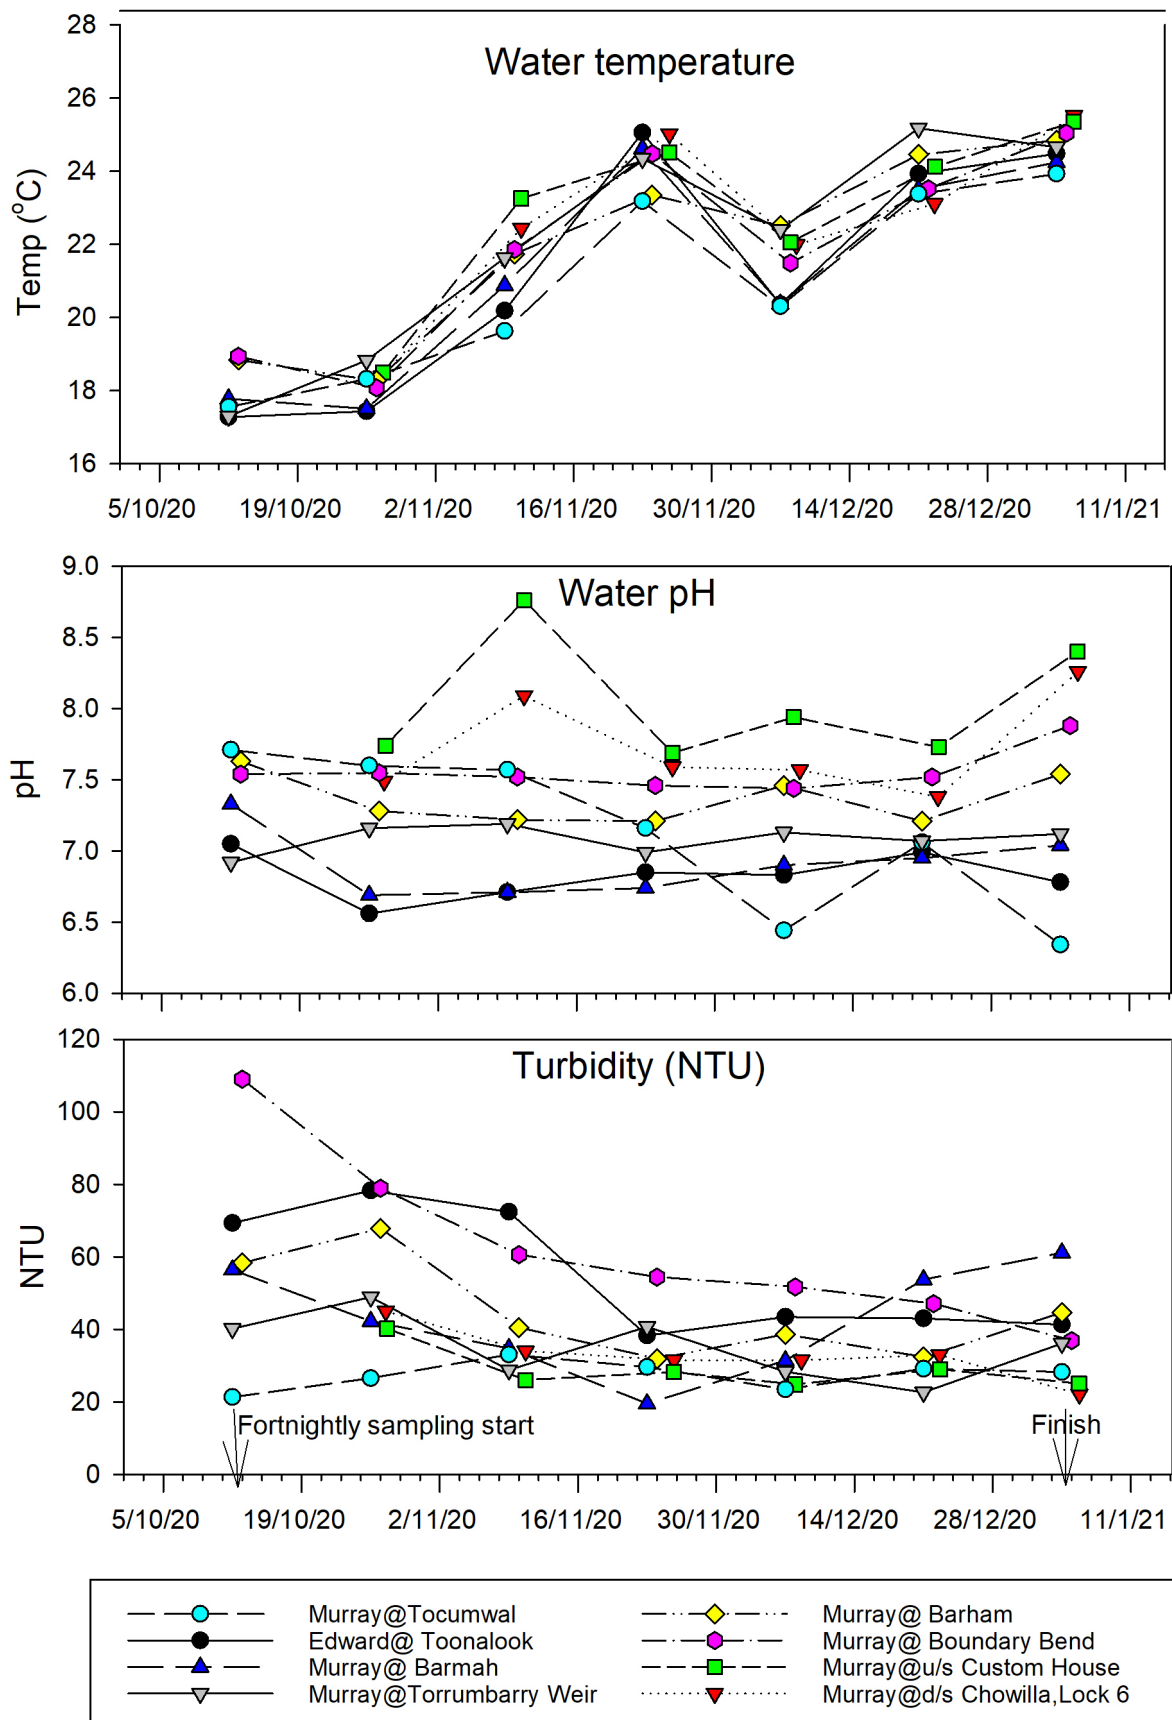 Water temperature
Temp (°C)
28
26
24
22
20
18
16
5/10/20 19/10/20 2/11/20 16/11/20 30/11/20 14/12/20 28/12/20 11/1/21
Water pH
pH
9.0
8.5
8.0
7.5
7.0
6.5
6.0
Turbidity (NTU)
NTU
120
100
80
60
40
20
0
Fortnightly sampling start
Finish
5/10/20 19/10/20 2/11/20 16/11/20 30/11/20 14/12/20 28/12/20 11/1/21
Murray@Tocumwal
Edward@ Toonalook
Murray@ Barmah
Murray@Torrumbarry Weir
Murray@ Barham
Murray@ Boundary Bend
Murray@u/s Custom House
Murray@d/s Chowilla,Lock 6